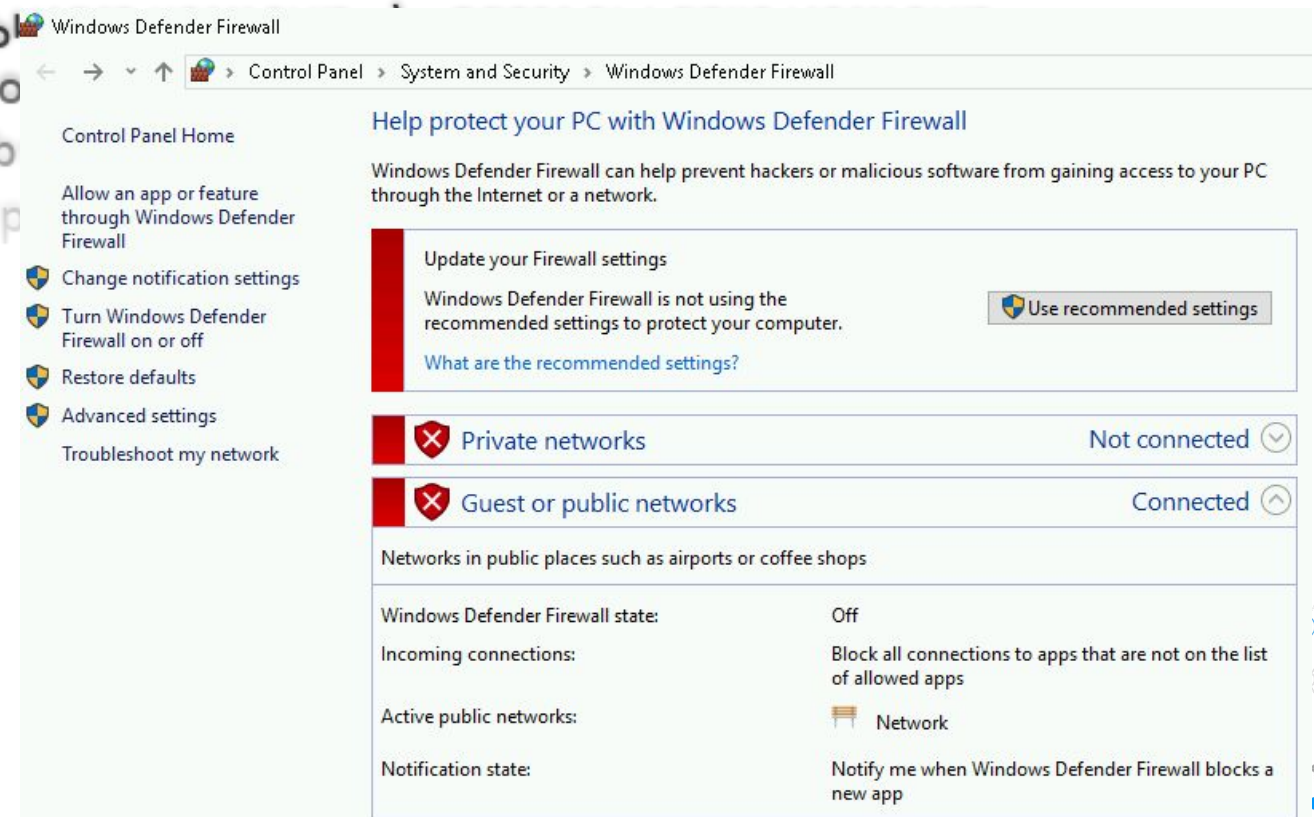 Windows Defender Firewall
Control Panel > System and Security > Windows Defender Firewall
Control Panel Home
Allow an app or feature
through Windows Defender
Firewall
Change notification settings
Turn Windows Defender
Firewall on or off
Restore defaults
Advanced settings
Troubleshoot my network
Help protect your PC with Windows Defender Firewall
Windows Defender Firewall can help prevent hackers or malicious software from gaining access to your PC
through the Internet or a network.
Update your Firewall settings
Windows Defender Firewall is not using the
recommended settings to protect your computer.
Use recommended settings
What are the recommended settings?
Private networks Not connected
Guest or public networks Connected
Networks in public places such as airports or coffee shops
Windows Defender Firewall state: Off
Incoming connections: Block all connections to apps that are not on the list
of allowed apps
Active public networks: Network
Notification state: Notify me when Windows Defender Firewall blocks a
new app